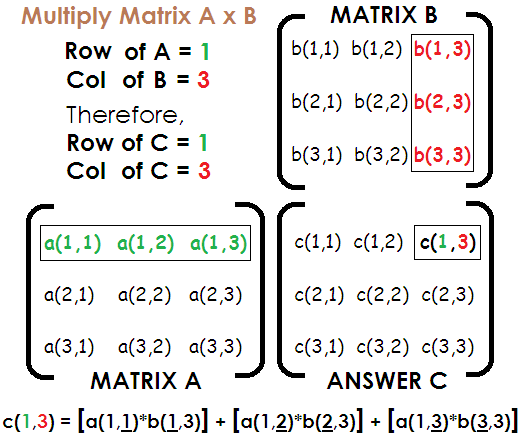 Multiply Matrix A x B
Row of A = 1
Col of B = 3
Therefore,
Row of C = 1
Col of C = 3
MATRIX B
b(1,1) b(1,2) b(1,3)
b(2,1) b(2,2) b(2,3)
b(3,1) b(3,2) b(3,3)
a(1,1) a(1,2) a(1,3)
a(2,1) a(2,2) a(2,3)
a(3,1) a(3,2) a(3,3)
MATRIX A
c(1,1) c(1,2) c(1,3)
c(2,1) c(2,2) c(2,3)
c(3,1) c(3,2) c(3,3)
ANSWER C
c(1,3) = [a(1,1)*b(1,3)] + [a(1,2)*b(2,3)] + [a(1,3)*b(3,3)]